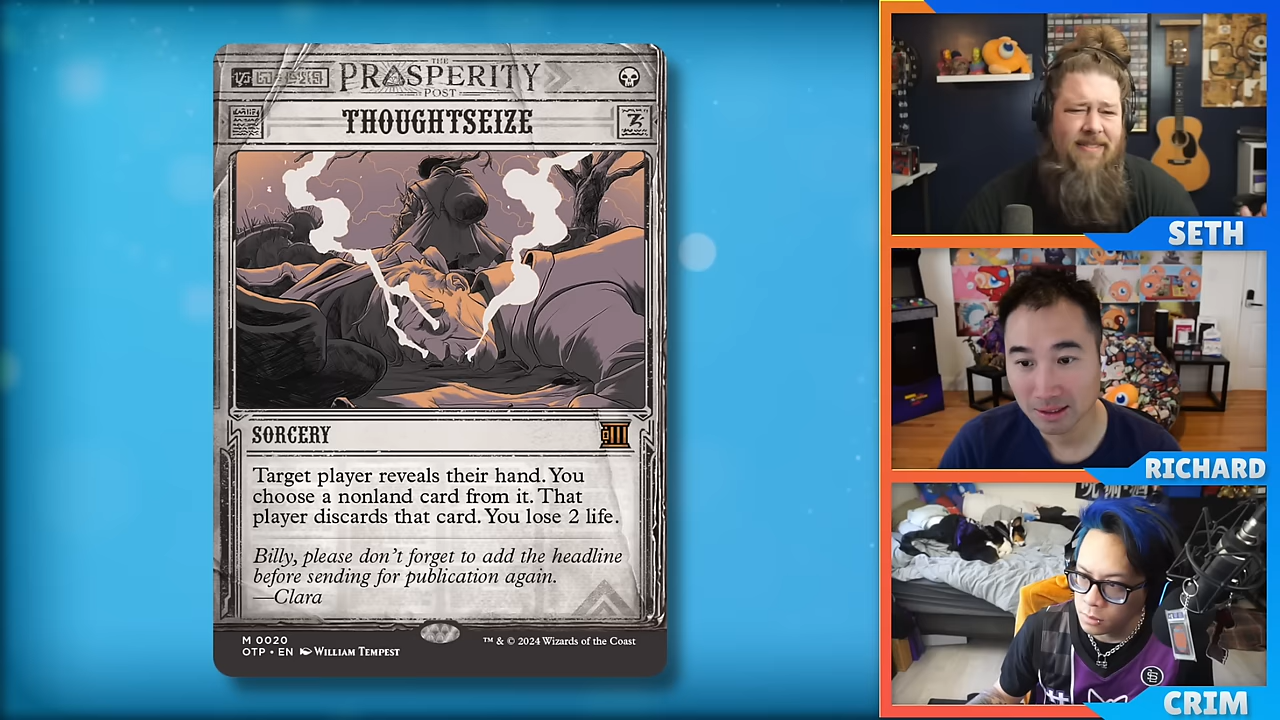 THE
PROSPERITY
POST
THOUGHTSEIZE
SORCERY
Target player reveals their hand. You
choose a nonland card from it. That
player discards that card. You lose 2 life.
Billy, please don't forget to add the headline
before sending for publication again.
—Clara
M 0020
OTP • EN WILLIAM TEMPEST
™ & © 2024 Wizards of the Coast
SETH
RICHARD
CRIM